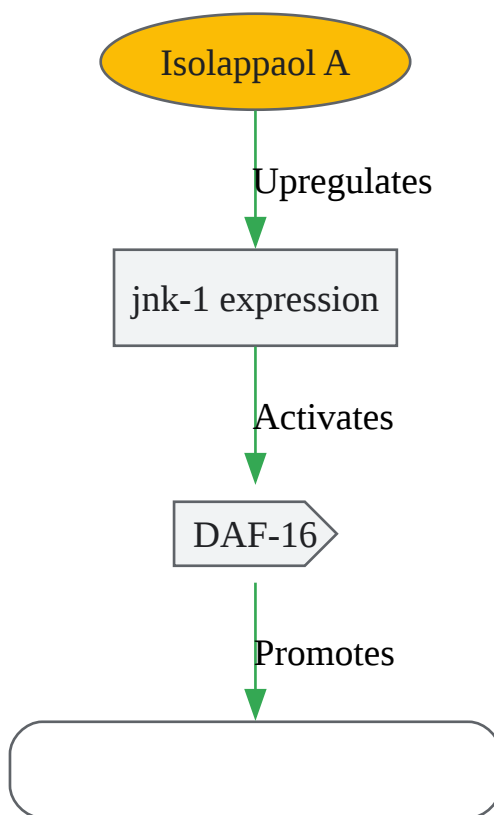 Isolappaol A
Upregulates
jnk-1 expression
Activates
DAF-16
Promotes